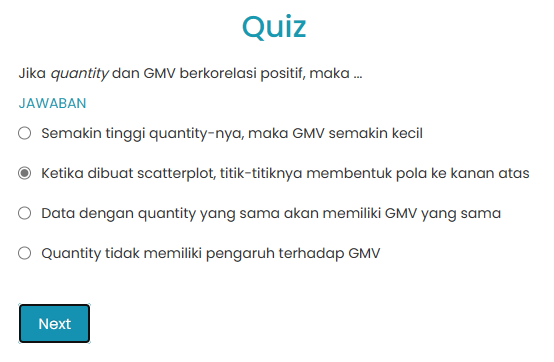 Quiz
Jika quantity dan GMV berkorelasi positif, maka ...
JAWABAN
Semakin tinggi quantity-nya, maka GMV semakin kecil
Ketika dibuat scatterplot, titik-titiknya membentuk pola ke kanan atas
Data dengan quantity yang sama akan memiliki GMV yang sama
Quantity tidak memiliki pengaruh terhadap GMV
Next